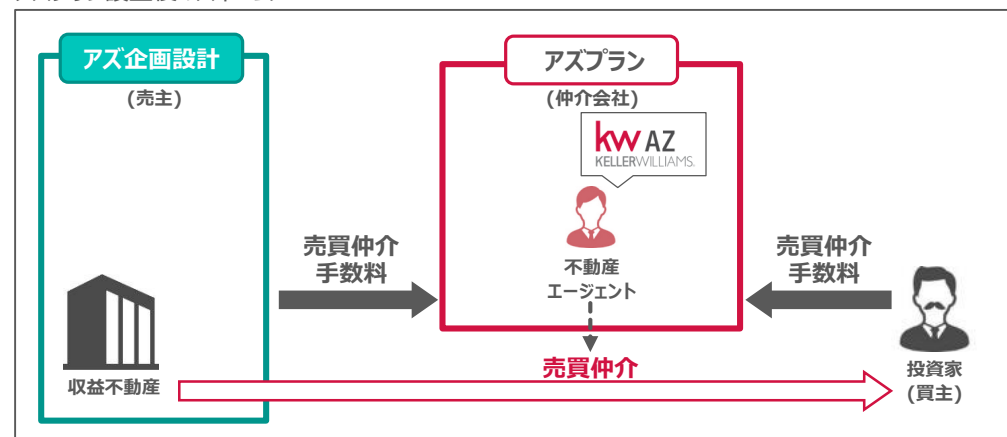 アズ企画設計
(売主)
アズプラン
(仲介会社)
kw AZ
KELLERWILLIAMS.
売買仲介
手数料
不動産
エージェント
売買仲介
手数料
収益不動産
売買仲介
投資家
(買主)